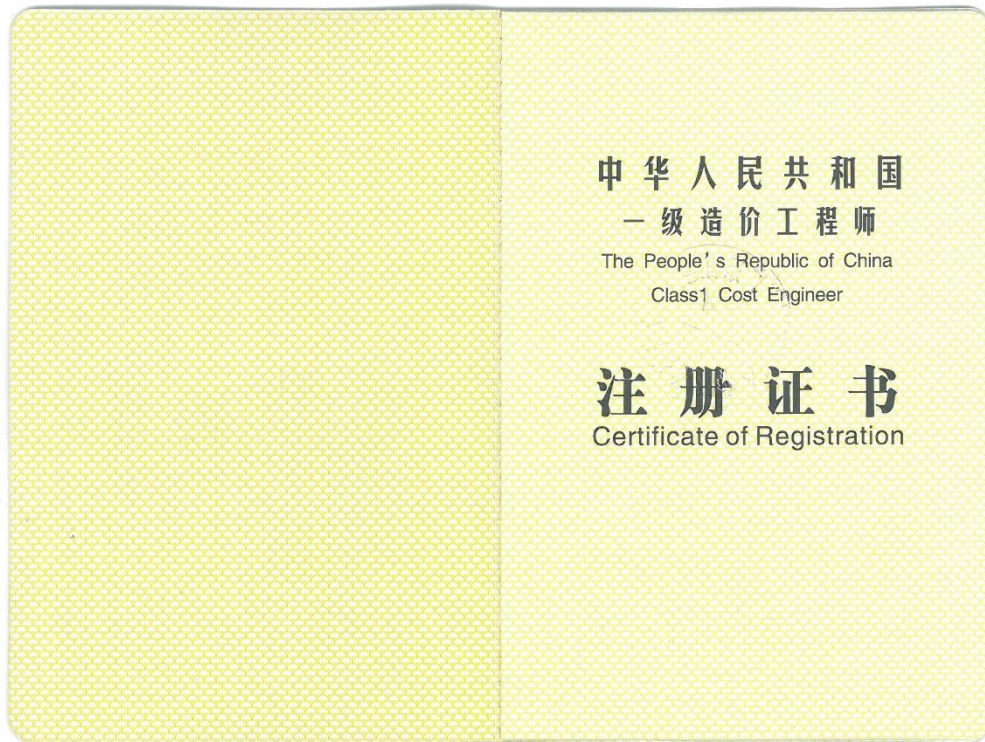 中华人民共和国
一级造价工程师
The People's Republic of China
Class1 Cost Engineer
注册证书
Certificate of Registration